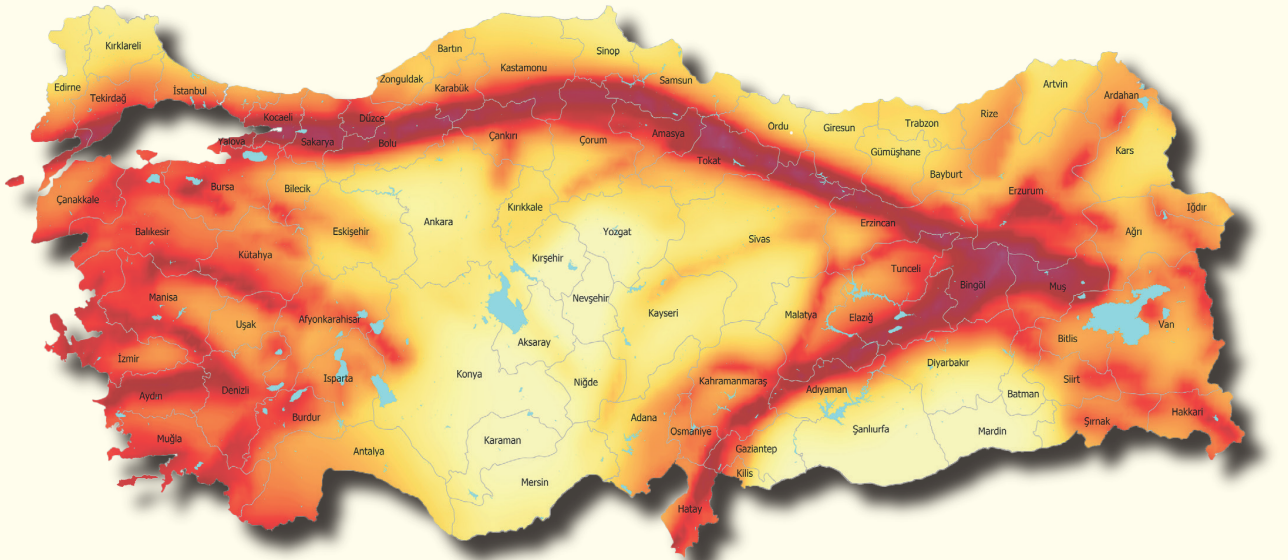 Kırklareli
Edirne
Tekirdağ
İstanbul
Kocaeli
Yalova
Sakarya
Düzce
Bolu
Zonguldak
Bartın
Karabük
Kastamonu
Sinop
Samsun
Çankırı
Çorum
Amasya
Tokat
Ordu
Giresun
Trabzon
Gümüşhane
Bayburt
Rize
Artvin
Ardahan
Kars
Iğdır
Ağrı
Erzurum
Erzincan
Çanakkale
Bursa
Bilecik
Balıkesir
Kütahya
Eskişehir
Ankara
Kırıkkale
Yozgat
Sivas
Kırşehir
Nevşehir
Kayseri
Tunceli
Bingöl
Muş
Elazığ
Malatya
Bitlis
Van
Manisa
Uşak
Afyonkarahisar
İzmir
Aydın
Denizli
Isparta
Burdur
Muğla
Antalya
Konya
Aksaray
Niğde
Karaman
Mersin
Adana
Osmaniye
Kahramanmaraş
Adıyaman
Gaziantep
Kilis
Hatay
Şanlıurfa
Diyarbakır
Batman
Mardin
Siirt
Şırnak
Hakkari